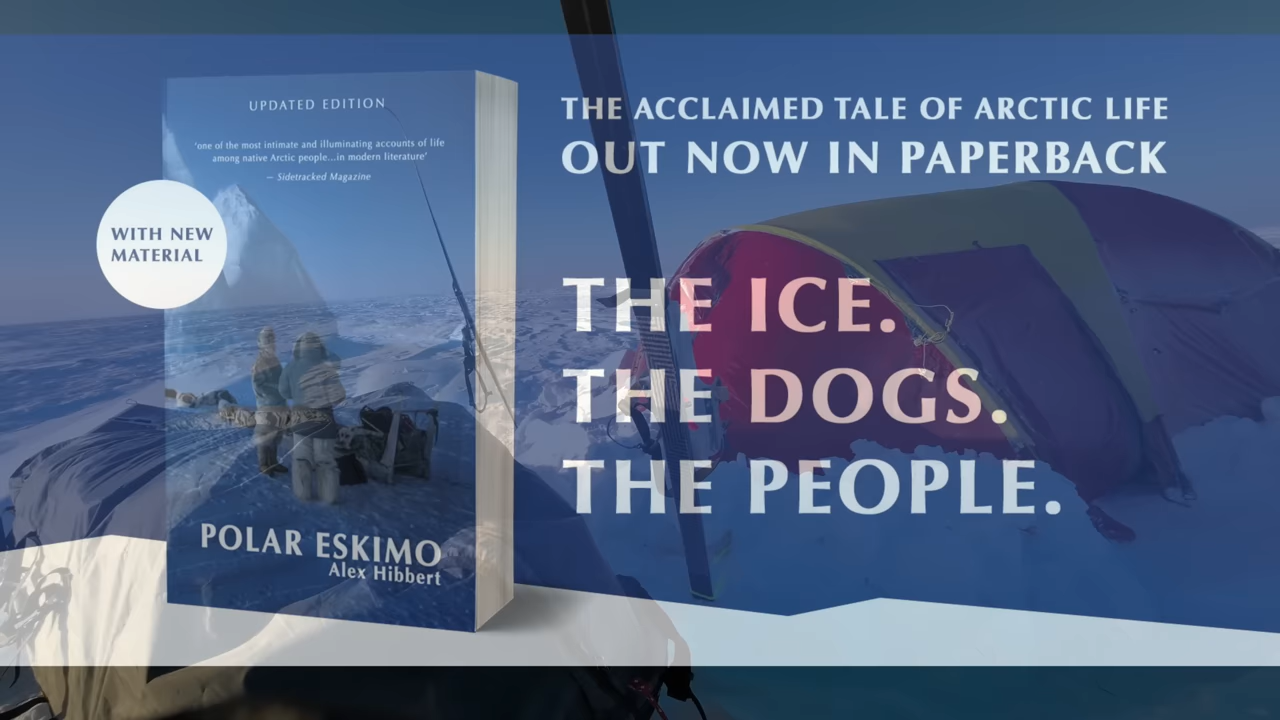 UPDATED EDITION
'one of the most intimate and illuminating accounts of life
among native Arctic people...in modern literature'
– Sidetracked Magazine
WITH NEW
MATERIAL
POLAR ESKIMO
Alex Hibbert
THE ACCLAIMED TALE OF ARCTIC LIFE
OUT NOW IN PAPERBACK
THE ICE.
THE DOGS.
THE PEOPLE.